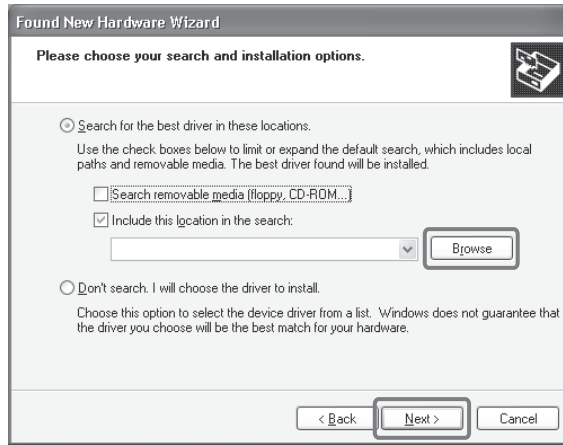 Found New Hardware Wizard
Please choose your search and installation options.
Search for the best driver in these locations.
Use the check boxes below to limit or expand the default search, which includes local
paths and removable media. The best driver found will be installed.
Search removable media (floppy, CD-ROM...)
Include this location in the search:
Browse
Don't search. I will choose the driver to install.
Choose this option to select the device driver from a list. Windows does not guarantee that
the driver you choose will be the best match for your hardware.
< Back Next > Cancel